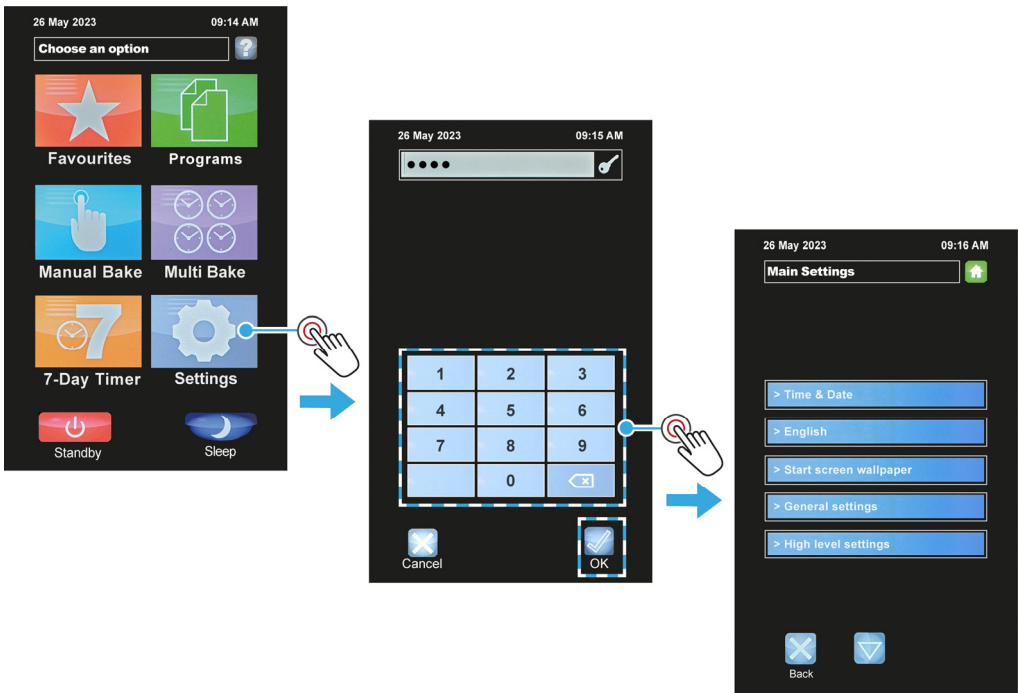 26 May 2023 09:14 AM
Choose an option ?
Favourites Programs
Manual Bake Multi Bake
7
7-Day Timer Settings
Standby Sleep
26 May 2023 09:15 AM
1 2 3
4 5 6
7 8 9
0
Cancel OK
26 May 2023 09:16 AM
Main Settings
> Time & Date
> English
> Start screen wallpaper
> General settings
> High level settings
Back